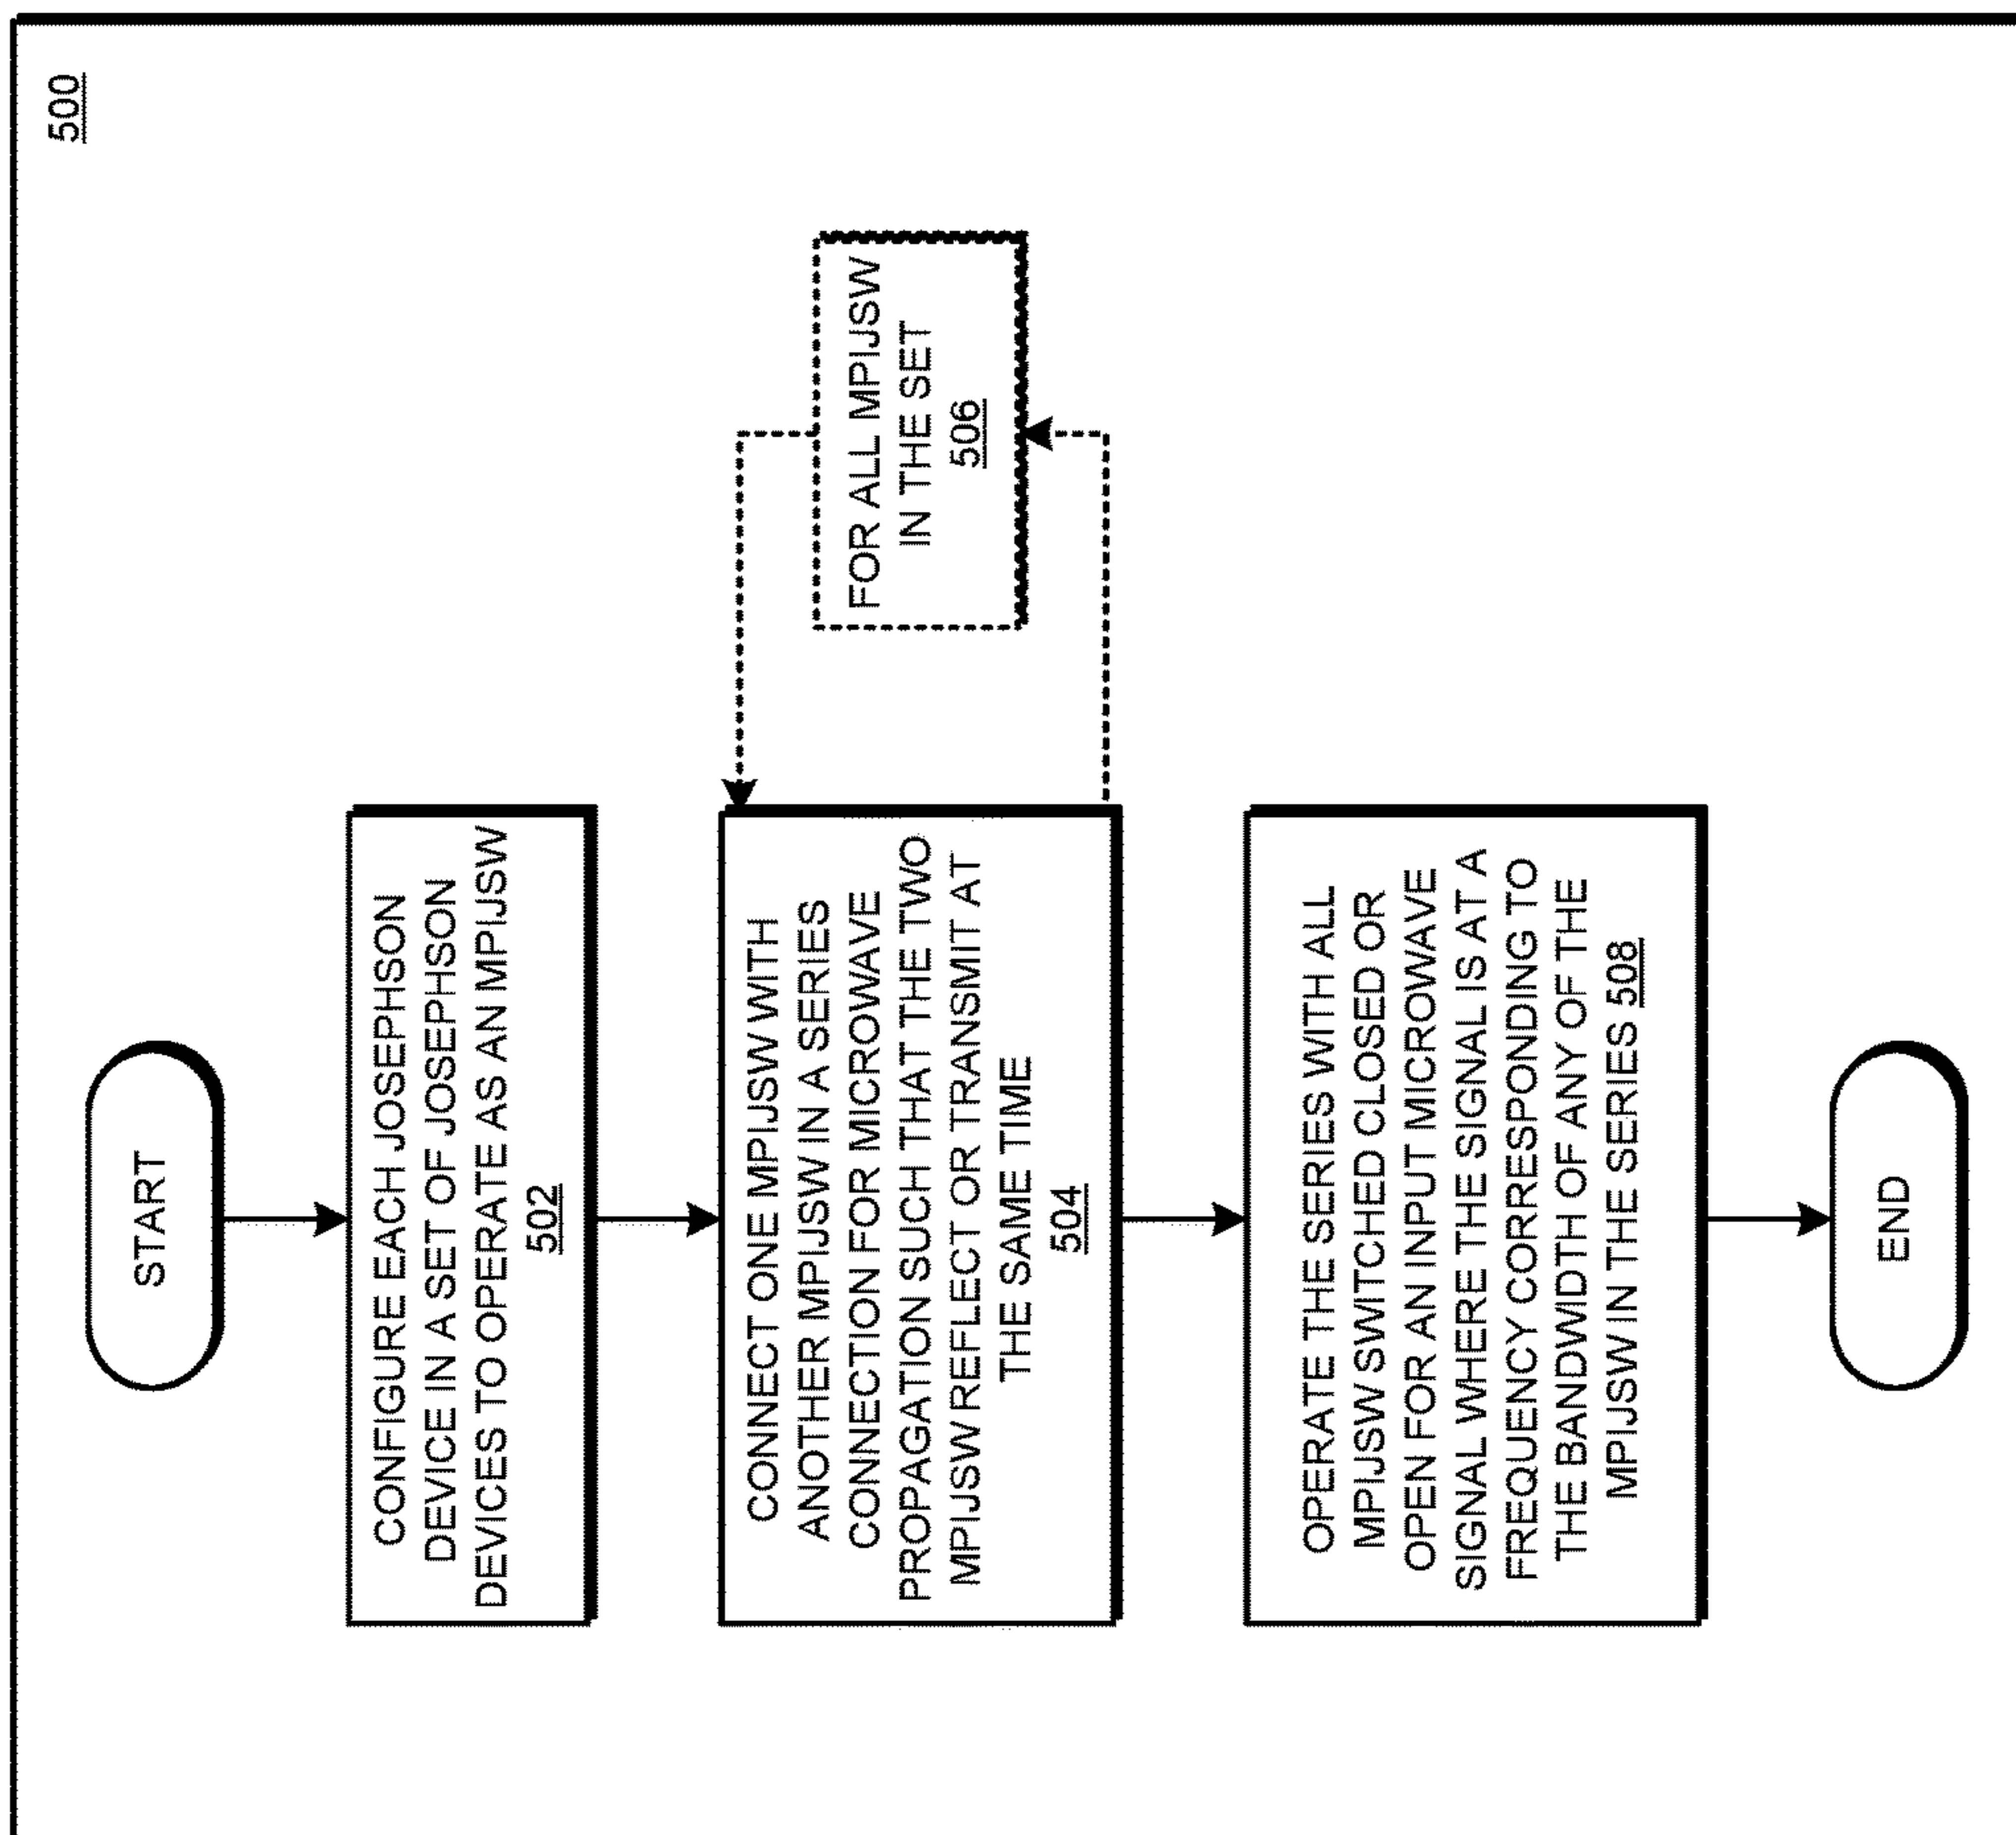 500
START
CONFIGURE EACH JOSEPHSON
DEVICE IN A SET OF JOSEPHSON
DEVICES TO OPERATE AS AN MPIJSW
502
CONNECT ONE MPIJSW WITH
ANOTHER MPIJSW IN A SERIES
CONNECTION FOR MICROWAVE
PROPAGATION SUCH THAT THE TWO
MPIJSW REFLECT OR TRANSMIT AT
THE SAME TIME
504
FOR ALL MPIJSW
IN THE SET
506
OPERATE THE SERIES WITH ALL
MPIJSW SWITCHED CLOSED OR
OPEN FOR AN INPUT MICROWAVE
SIGNAL WHERE THE SIGNAL IS AT A
FREQUENCY CORRESPONDING TO
THE BANDWIDTH OF ANY OF THE
MPIJSW IN THE SERIES 508
END